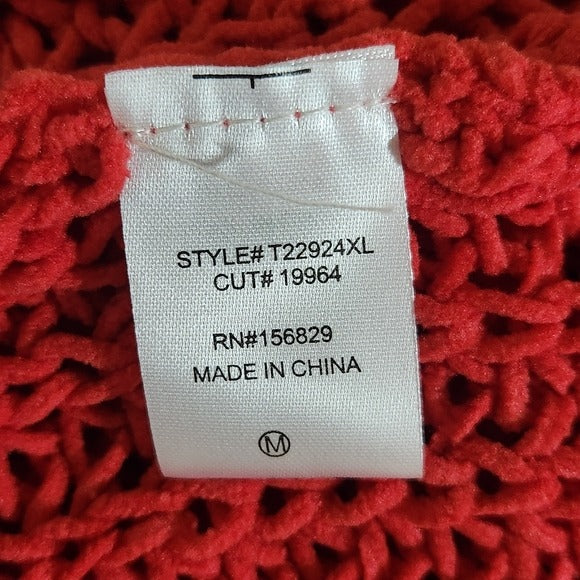 STYLE# T22924XL
CUT# 19964
RN#156829
MADE IN CHINA
M